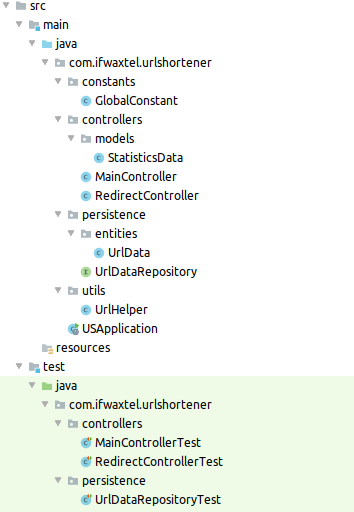 src
main
java
com.ifwaxtel.urlshortener
constants
GlobalConstant
controllers
models
StatisticsData
MainController
RedirectController
persistence
entities
UrlData
UrlDataRepository
utils
UrlHelper
USApplication
resources
test
java
com.ifwaxtel.urlshortener
controllers
MainControllerTest
RedirectControllerTest
persistence
UrlDataRepositoryTest